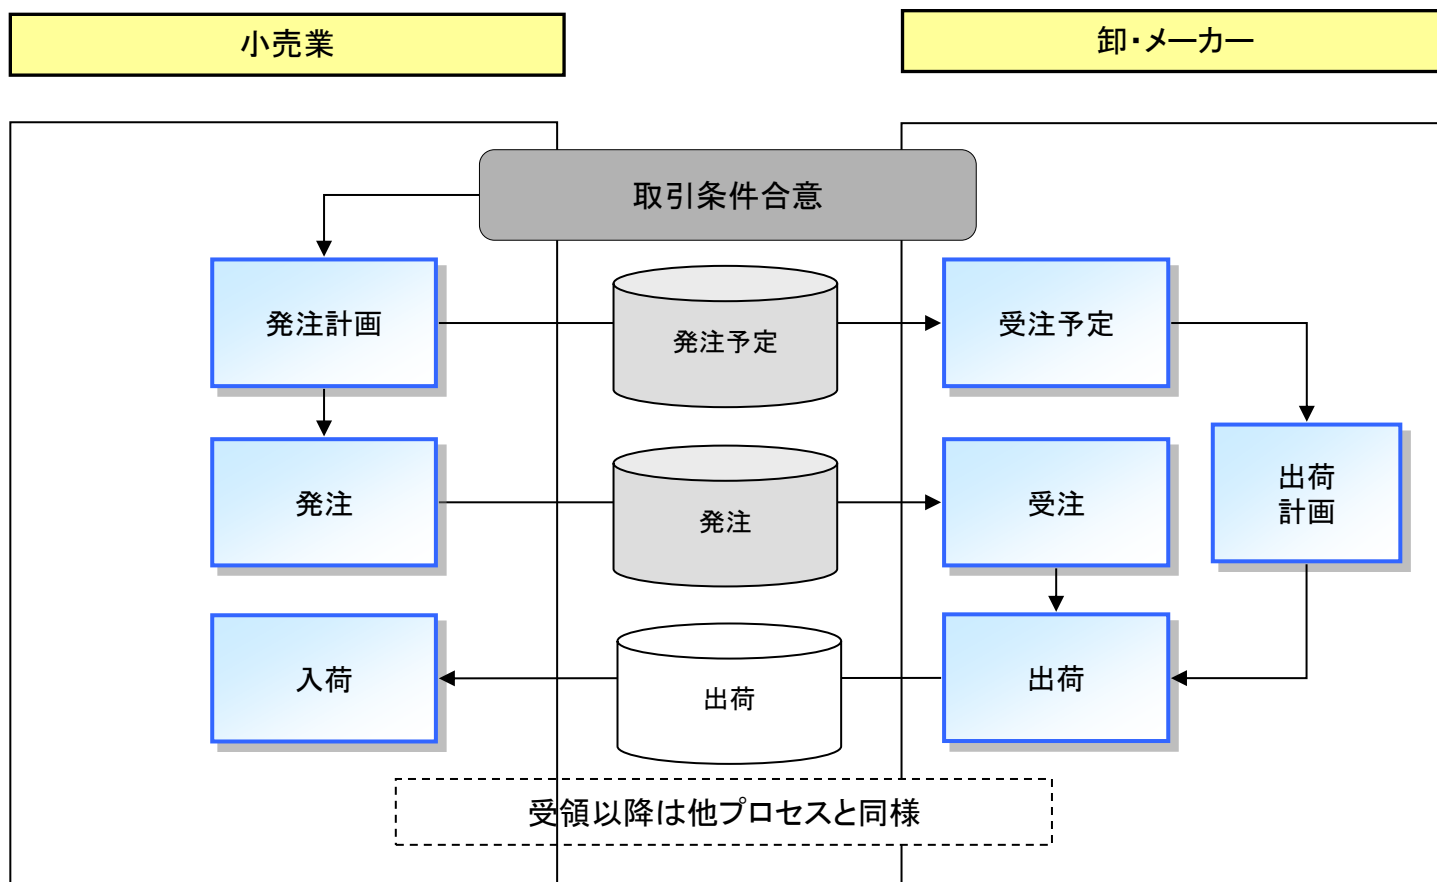 小売業
卸・メーカー
取引条件合意
発注計画
発注予定
受注予定
発注
発注
受注
出荷
計画
入荷
出荷
出荷
受領以降は他プロセスと同様